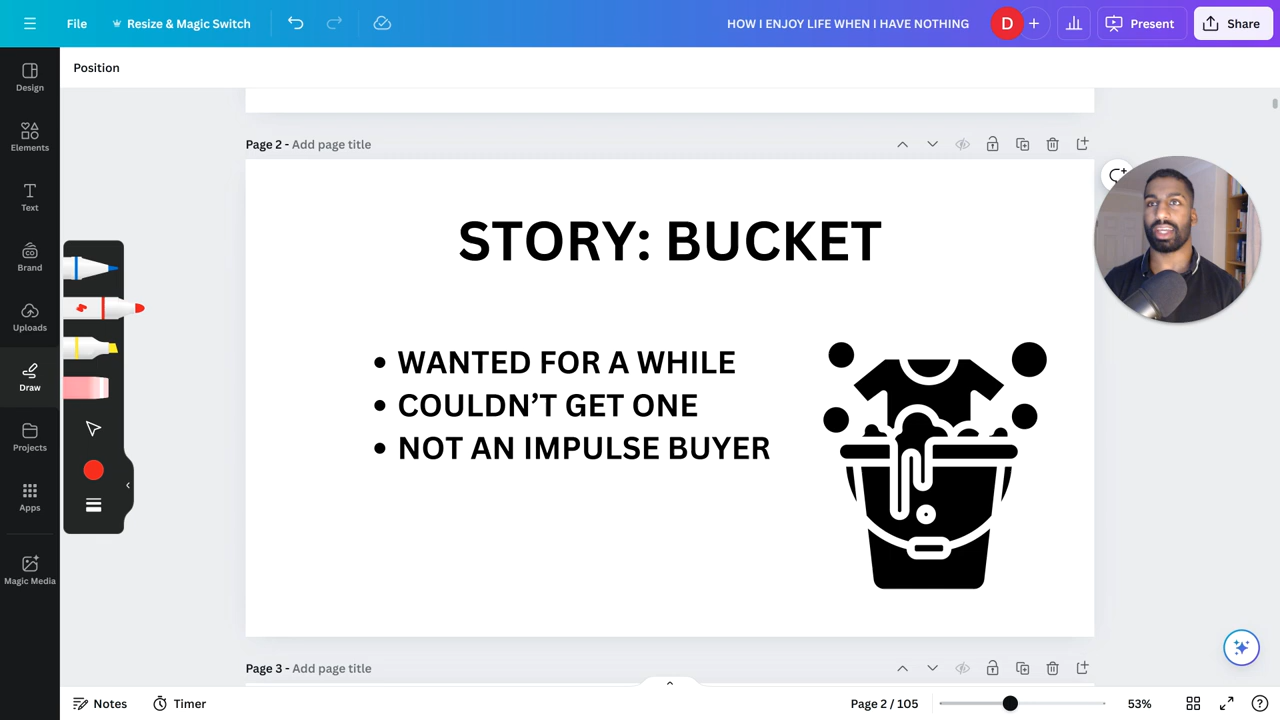 File
Resize & Magic Switch
HOW I ENJOY LIFE WHEN I HAVE NOTHING
D
Present
Share
Position
Design
Elements
Text
Brand
Uploads
Draw
Projects
Apps
Magic Media
Page 2 - Add page title
STORY: BUCKET
• WANTED FOR A WHILE
• COULDN’T GET ONE
• NOT AN IMPULSE BUYER
Page 3 - Add page title
Notes
Timer
Page 2 / 105
53%